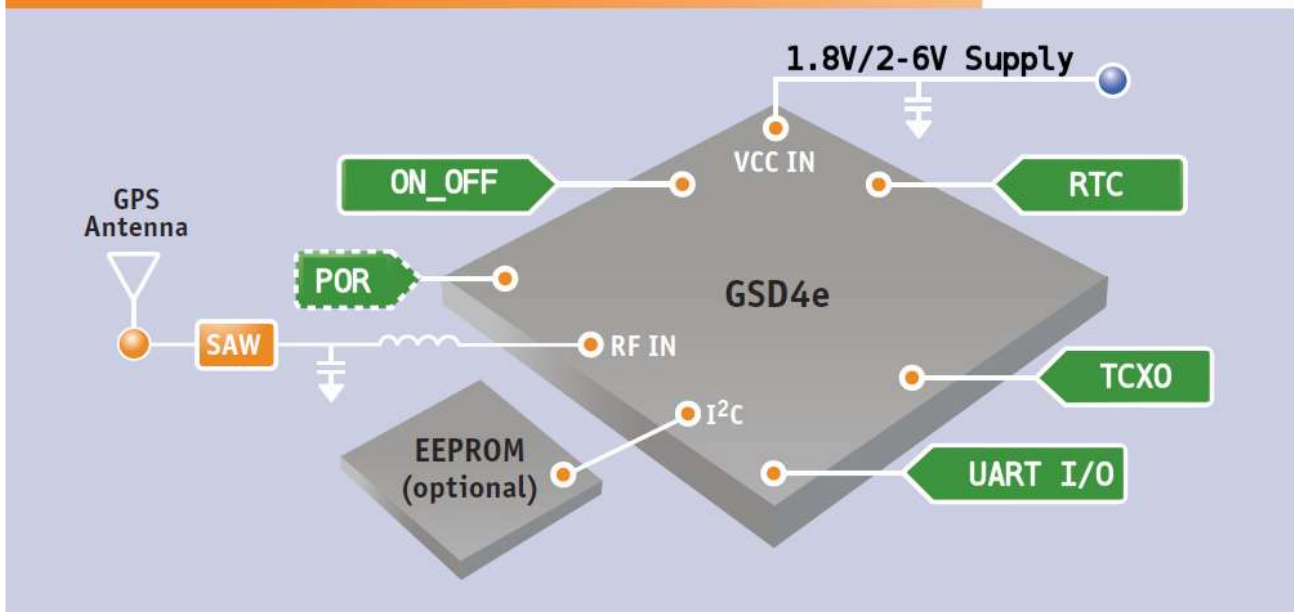 1.8V/2-6V Supply
VCC IN
ON_OFF
RTC
GPS
Antenna
POR
GSD4e
SAW
RF IN
TCXO
I²C
EEPROM
(optional)
UART I/O